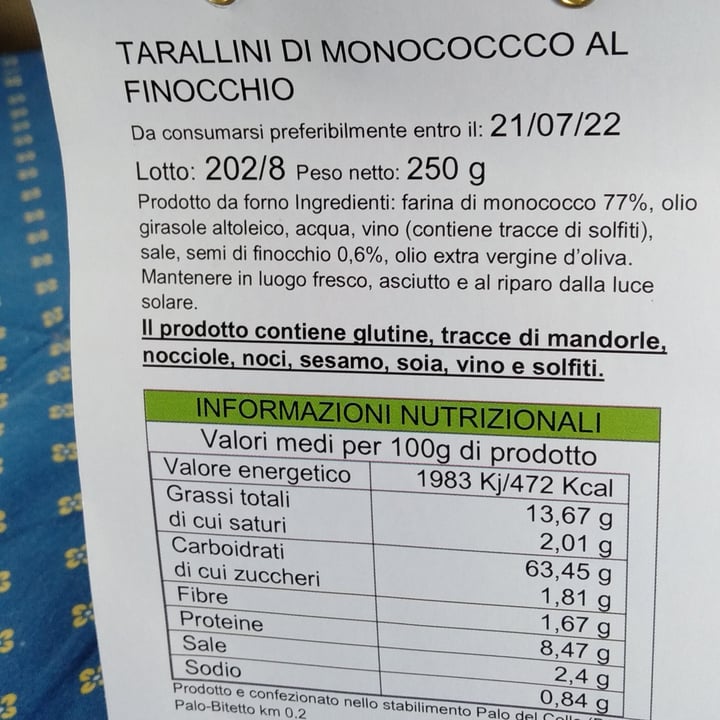 TARALLINI DI MONOCOCCCO AL
FINOCCHIO
Da consumarsi preferibilmente entro il: 21/07/22
Lotto: 202/8 Peso netto: 250 g
Prodotto da forno Ingredienti: farina di monococco 77%, olio
girasole altoleico, acqua, vino (contiene tracce di solfiti),
sale, semi di finocchio 0,6%, olio extra vergine d'oliva.
Mantenere in luogo fresco, asciutto e al riparo dalla luce
solare.
Il prodotto contiene glutine, tracce di mandorle,
nocciole, noci, sesamo, soia, vino e solfiti.
INFORMAZIONI NUTRIZIONALI
Valori medi per 100g di prodotto
Valore energetico 1983 Kj/472 Kcal
Grassi totali 13,67 g
di cui saturi 2,01 g
Carboidrati 63,45 g
di cui zuccheri 1,81 g
Fibre 1,67 g
Proteine 8,47 g
Sale 2,4 g
Sodio 0,84 g
Prodotto e confezionato nello stabilimento Palo del
Palo-Bitetto km 0.2